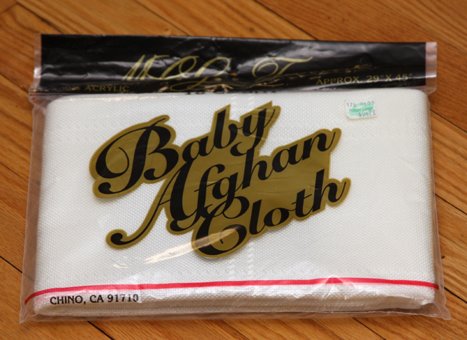 ACRYLIC
APPROX. 29" X 45"
Baby
Afghan
Cloth
CHINO, CA 91710